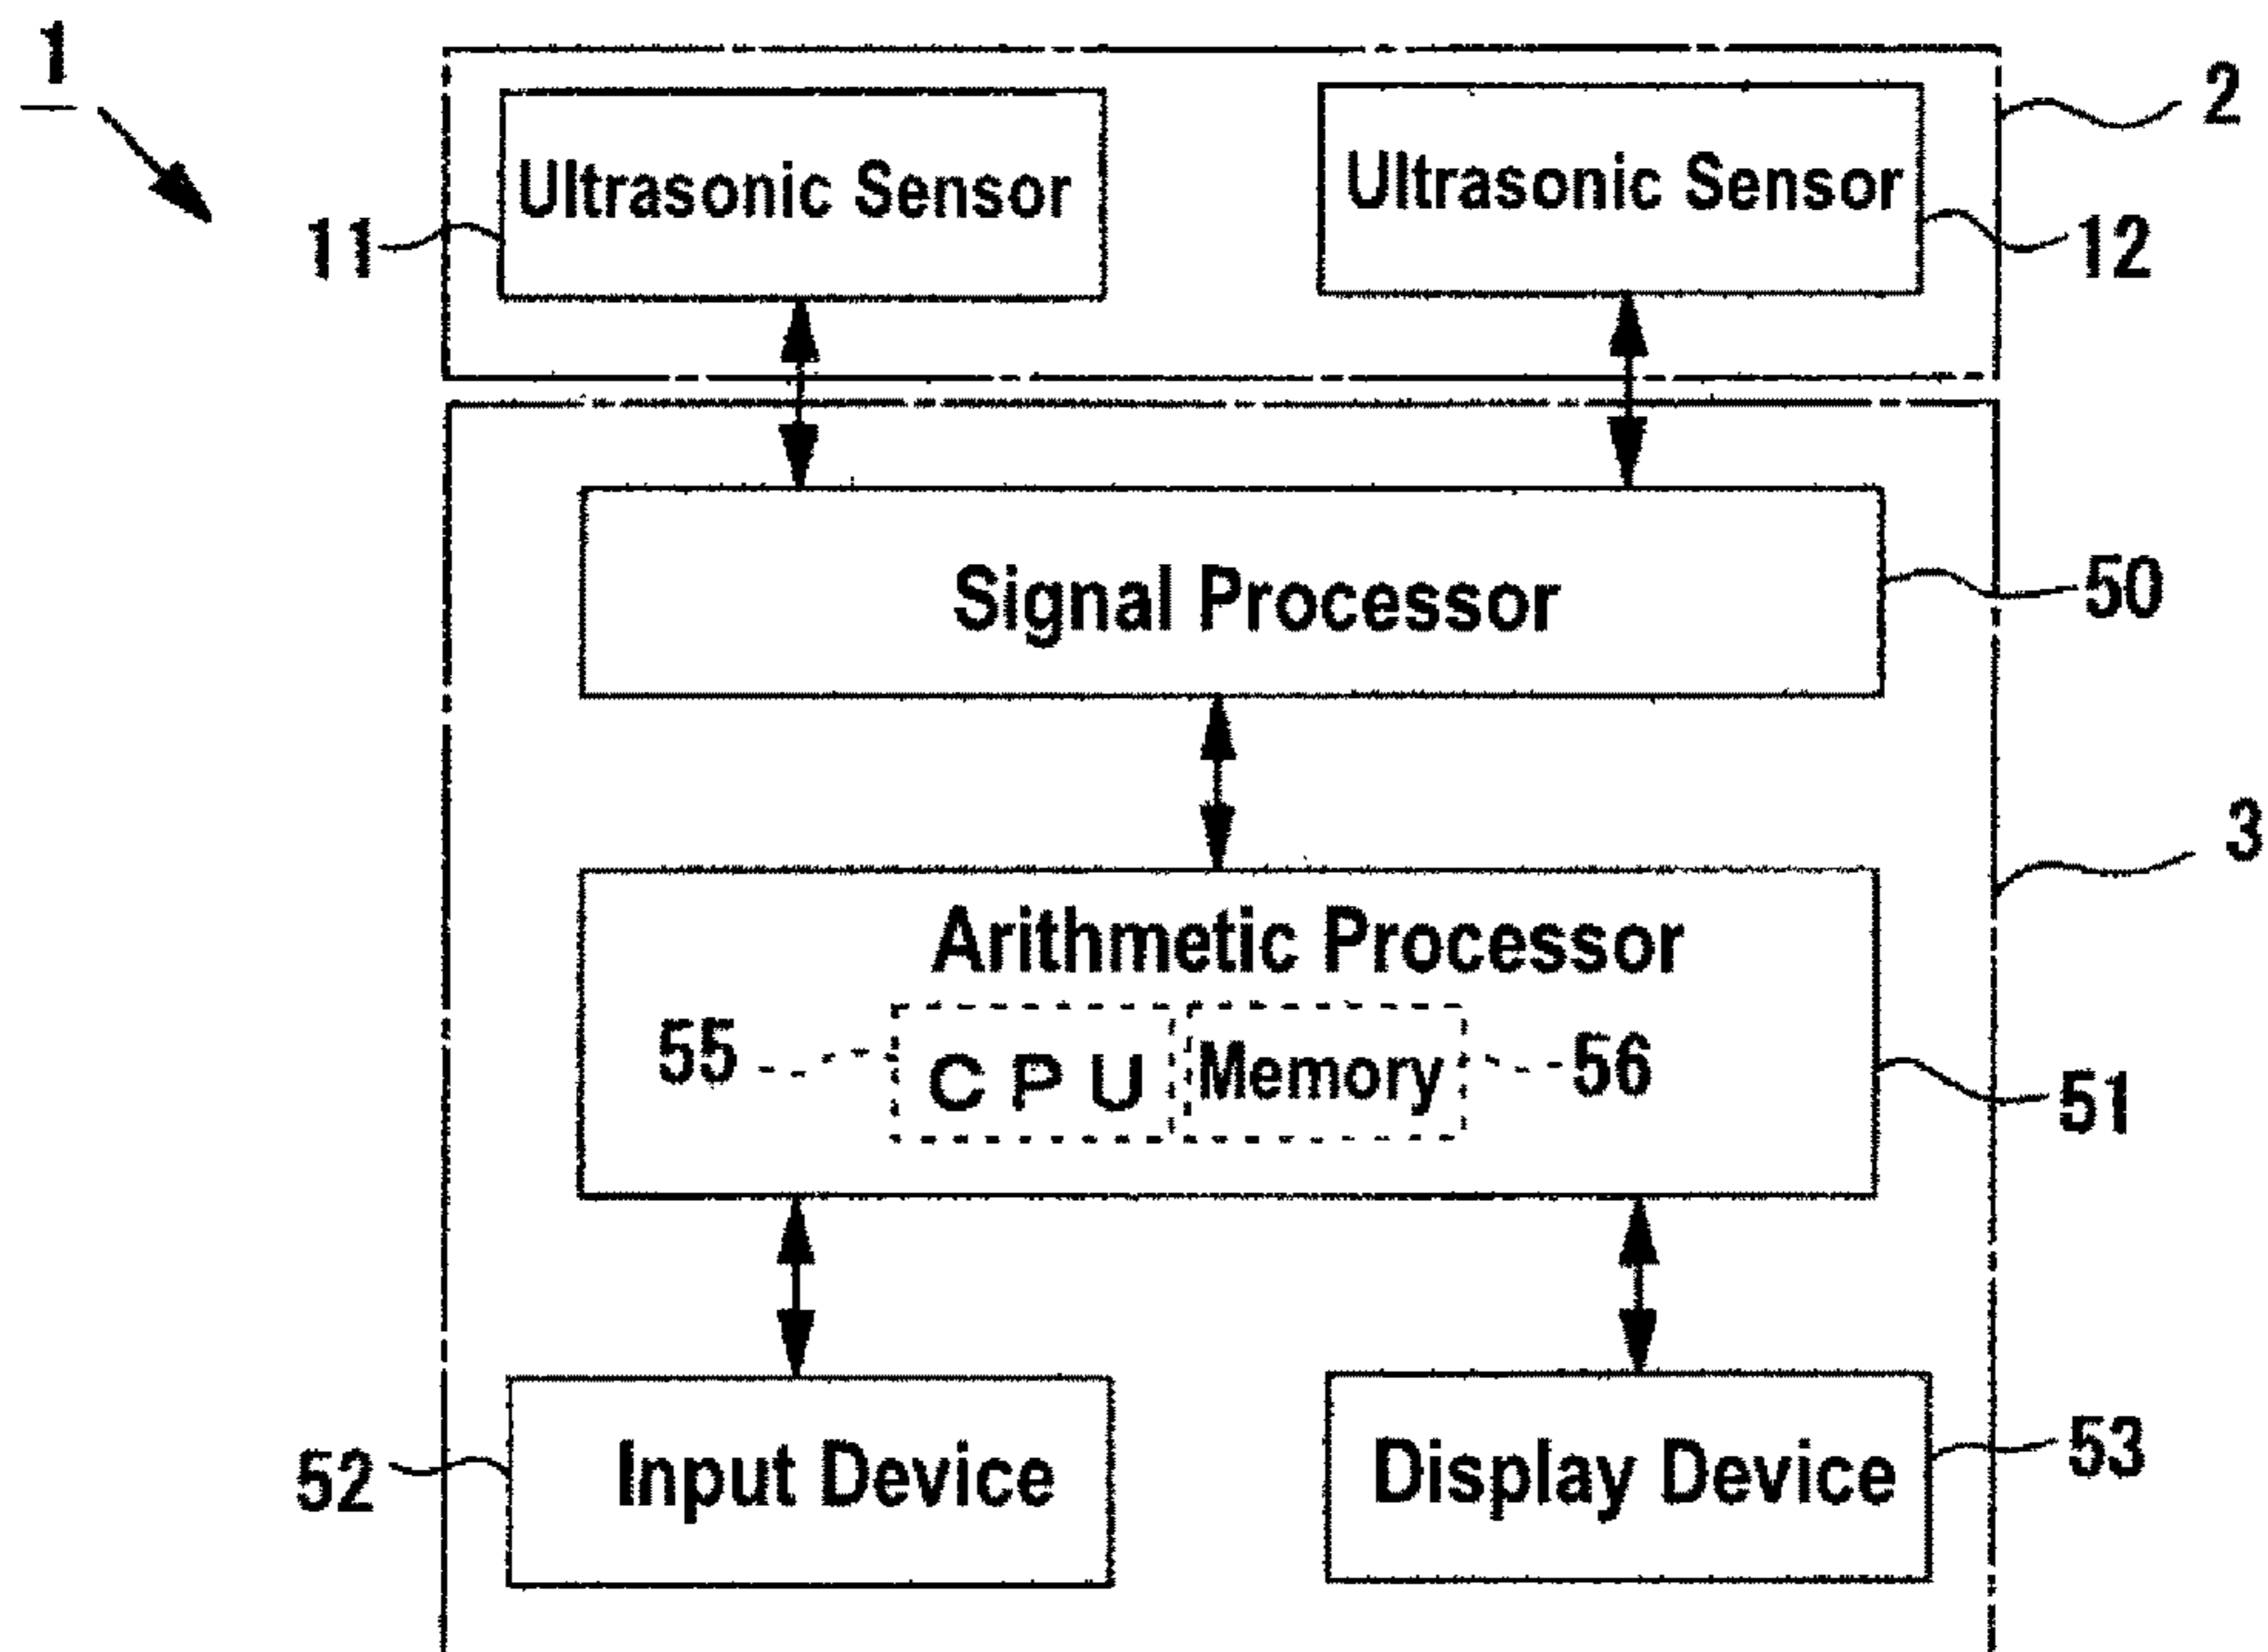 1
2
Ultrasonic Sensor
Ultrasonic Sensor
11
12
Signal Processor
50
3
Arithmetic Processor
55
CPU
Memory
56
51
Input Device
Display Device
52
53